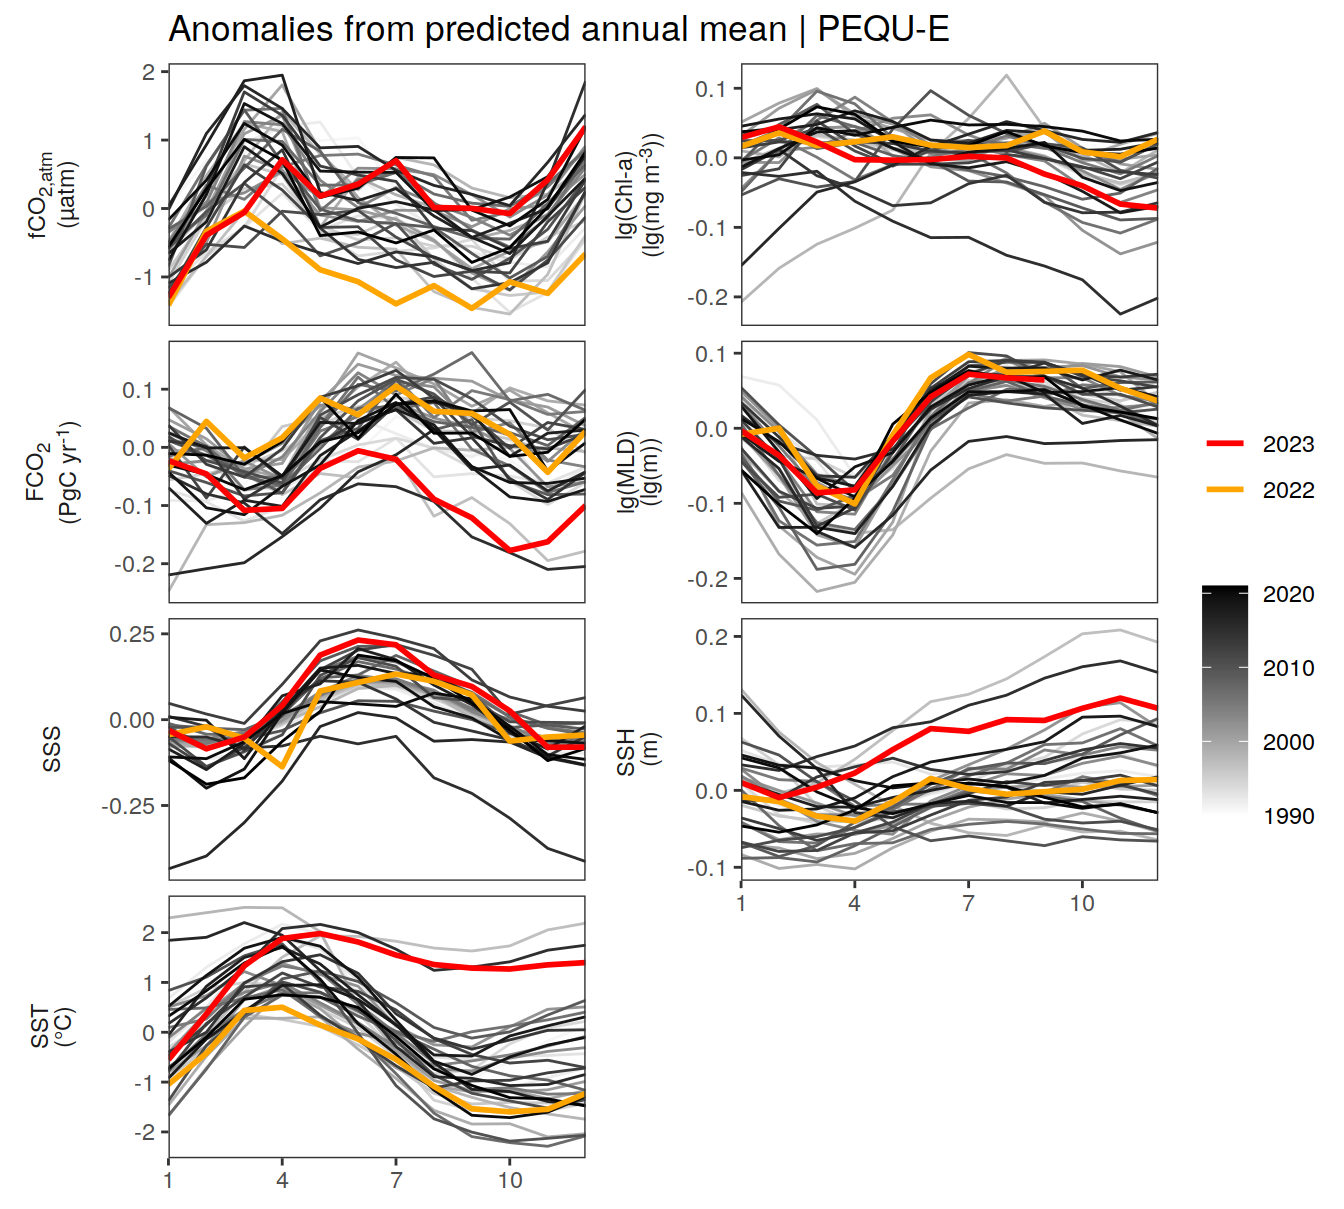 Anomalies from predicted annual mean | PEQU-E
fCO2,atm
(µatm)
2
1
0
-1
lg(Chl-a)
(lg(mg m-3))
0.1
0.0
-0.1
-0.2
FCO2
(PgC yr-1)
0.1
0.0
-0.1
-0.2
lg(MLD)
(lg(m))
0.1
0.0
-0.1
-0.2
SSS
0.25
0.00
-0.25
SSH
(m)
0.2
0.1
0.0
-0.1
1 4 7 10
SST
(°C)
2
1
0
-1
-2
1 4 7 10
2023
2022
2020
2010
2000
1990